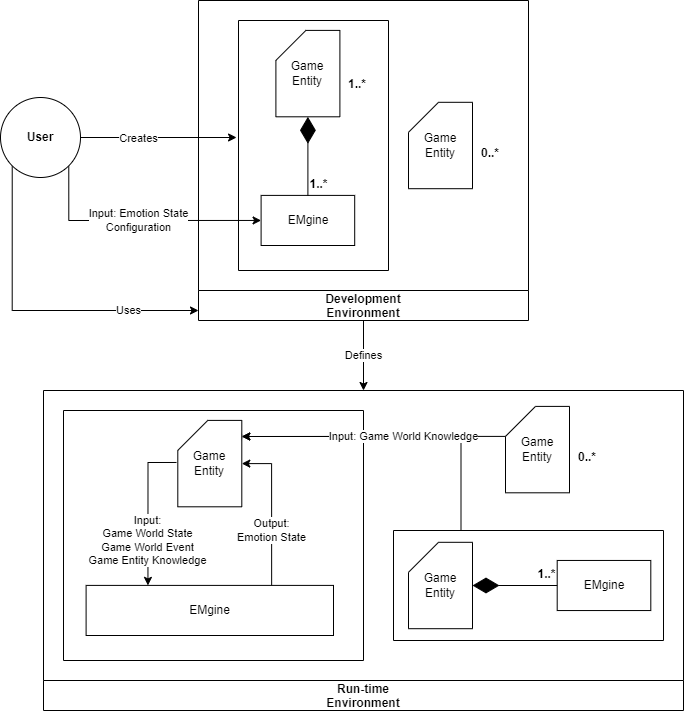 Game
Entity
1..*
User
Creates
Game
Entity
0..*
1..*
Input: Emotion State
Configuration
EMgine
Uses
Development
Environment
Defines
Game
Entity
Input: Game World Knowledge
Game
Entity
0..*
Input:
Game World State
Game World Event
Game Entity Knowledge
Output:
Emotion State
EMgine
Game
Entity
1..*
EMgine
Run-time
Environment